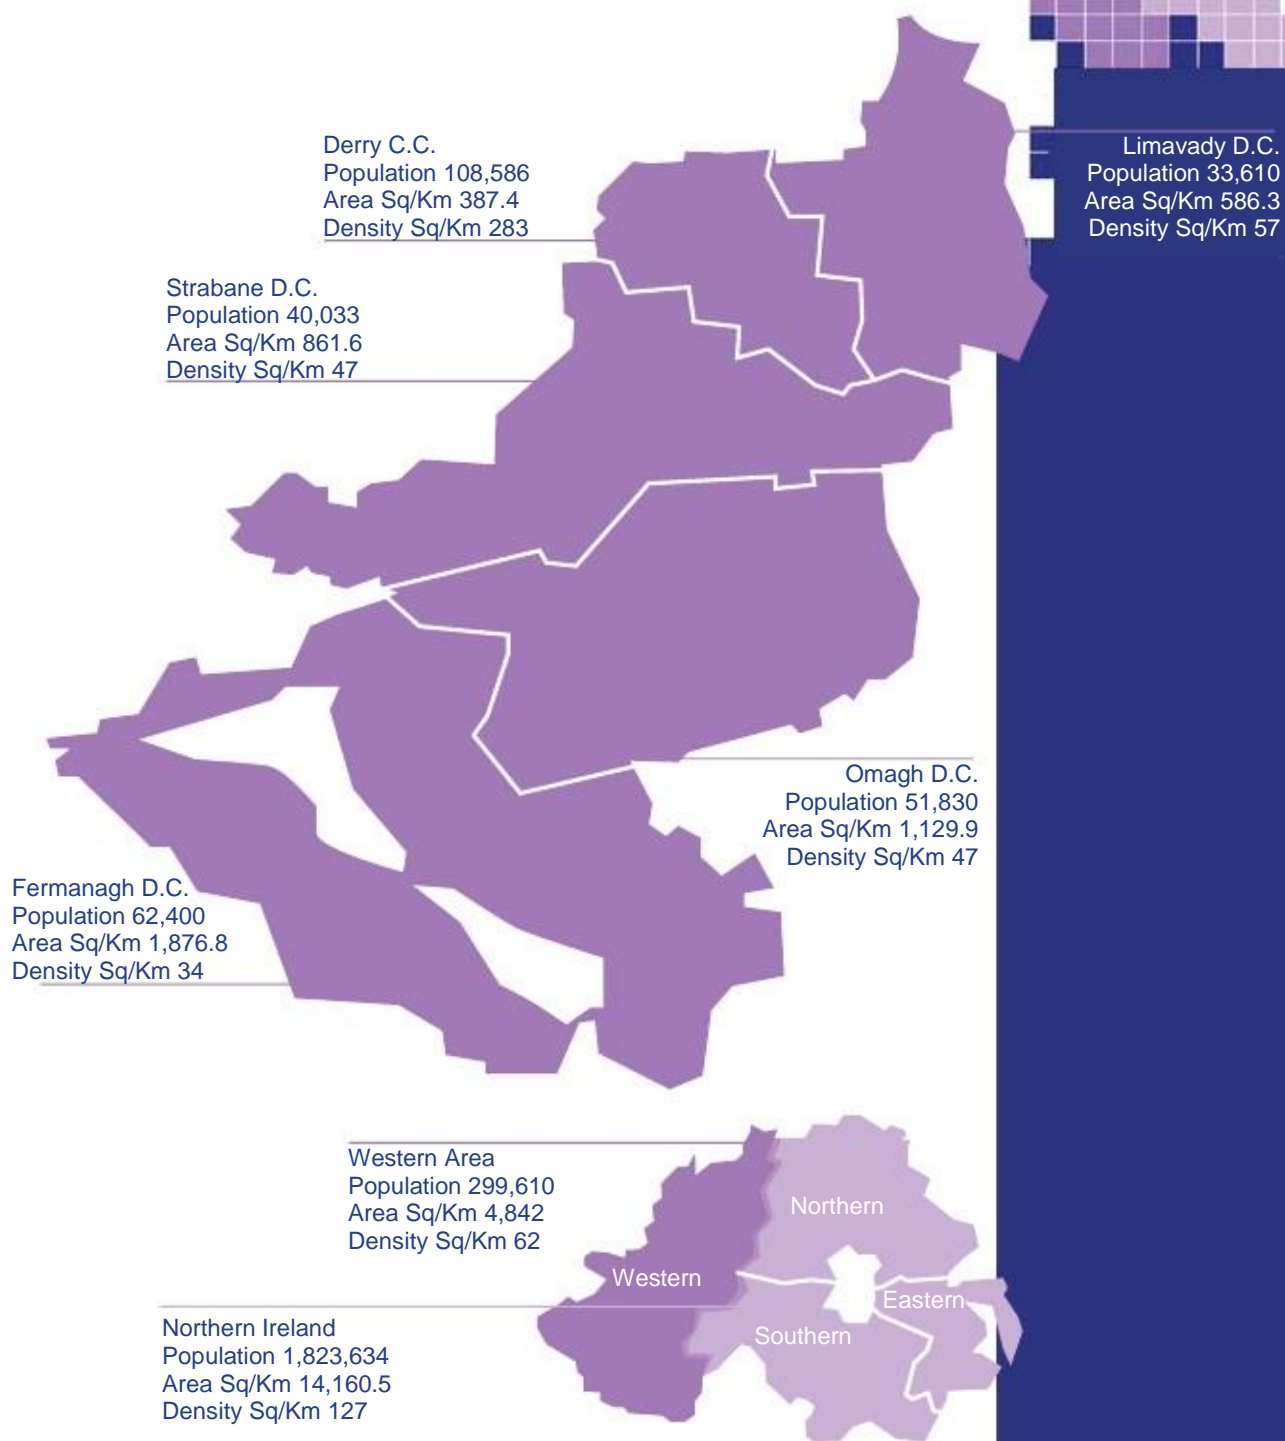 Derry C.C.
Population 108,586
Area Sq/Km 387.4
Density Sq/Km 283
Limavady D.C.
Population 33,610
Area Sq/Km 586.3
Density Sq/Km 57
Strabane D.C.
Population 40,033
Area Sq/Km 861.6
Density Sq/Km 47
Omagh D.C.
Population 51,830
Area Sq/Km 1,129.9
Density Sq/Km 47
Fermanagh D.C.
Population 62,400
Area Sq/Km 1,876.8
Density Sq/Km 34
Western Area
Population 299,610
Area Sq/Km 4,842
Density Sq/Km 62
Northern
Western
Eastern
Southern
Northern Ireland
Population 1,823,634
Area Sq/Km 14,160.5
Density Sq/Km 127